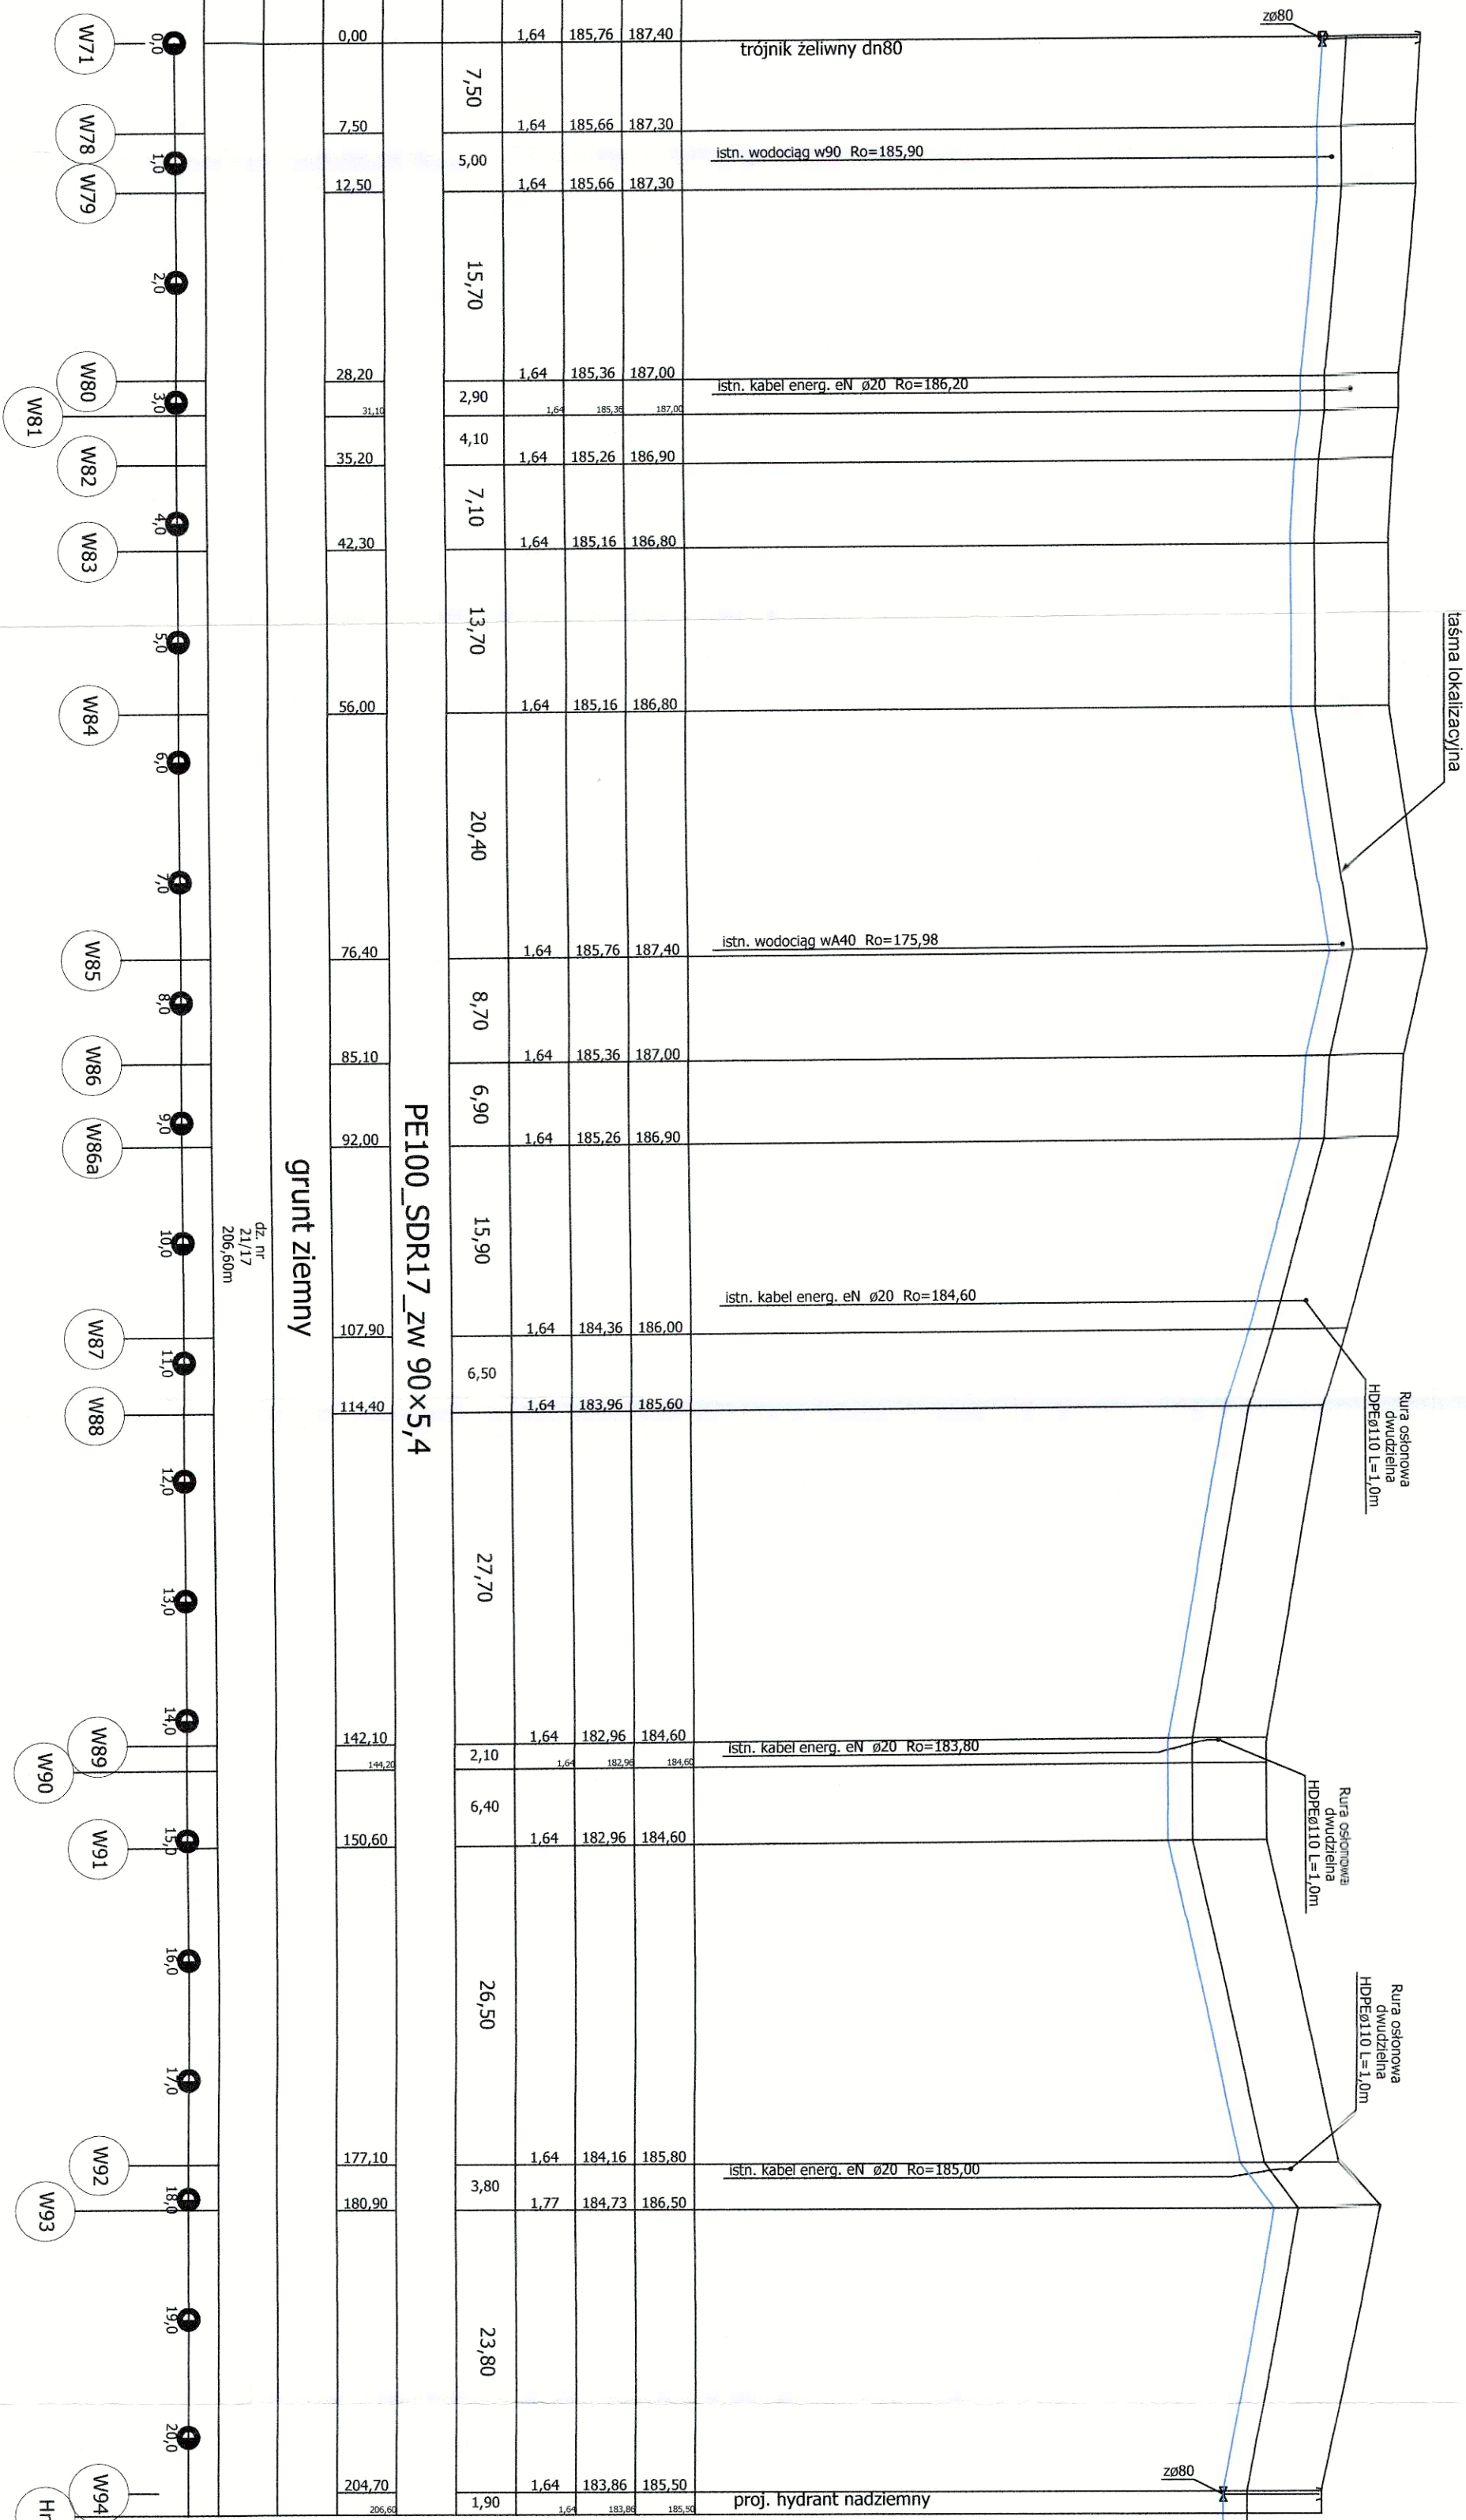 zø80
W71
0,0
0,00
1,64
185,76
187,40
trójnik żeliwny dn80
7,50
W78
7,50
1,64
185,66
187,30
1,0
5,00
istn. wodociąg w90 Ro=185,90
W79
12,50
1,64
185,66
187,30
2,0
15,70
W80
28,20
1,64
185,36
187,00
istn. kabel energ. eN ø20 Ro=186,20
3,0
2,90
W81
31,10
1,64
185,36
187,00
4,10
W82
35,20
1,64
185,26
186,90
4,0
7,10
W83
42,30
1,64
185,16
186,80
13,70
5,0
taśma lokalizacyjna
W84
56,00
1,64
185,16
186,80
6,0
20,40
7,0
istn. wodociąg wA40 Ro=175,98
W85
76,40
1,64
185,76
187,40
8,0
8,70
W86
85,10
1,64
185,36
187,00
9,0
6,90
W86a
92,00
1,64
185,26
186,90
PE100_SDR17_zw 90×5,4
grunt ziemny
dz. nr
21/17
206,60m
10,0
15,90
istn. kabel energ. eN ø20 Ro=184,60
W87
107,90
1,64
184,36
186,00
11,0
6,50
Rura osłonowa
dwudzielna
HDPEø110 L=1,0m
W88
114,40
1,64
183,96
185,60
12,0
27,70
13,0
14,0
W89
142,10
1,64
182,96
184,60
istn. kabel energ. eN ø20 Ro=183,80
2,10
W90
144,20
1,64
182,96
184,60
6,40
Rura osłonowa
dwudzielna
HDPEø110 L=1,0m
15,0
W91
150,60
1,64
182,96
184,60
16,0
26,50
17,0
Rura osłonowa
dwudzielna
HDPEø110 L=1,0m
W92
177,10
1,64
184,16
185,80
istn. kabel energ. eN ø20 Ro=185,00
18,0
3,80
W93
180,90
1,77
184,73
186,50
19,0
23,80
20,0
zø80
W94
204,70
1,64
183,86
185,50
1,90
proj. hydrant nadziemny
Hr
206,60
1,64
183,86
185,50